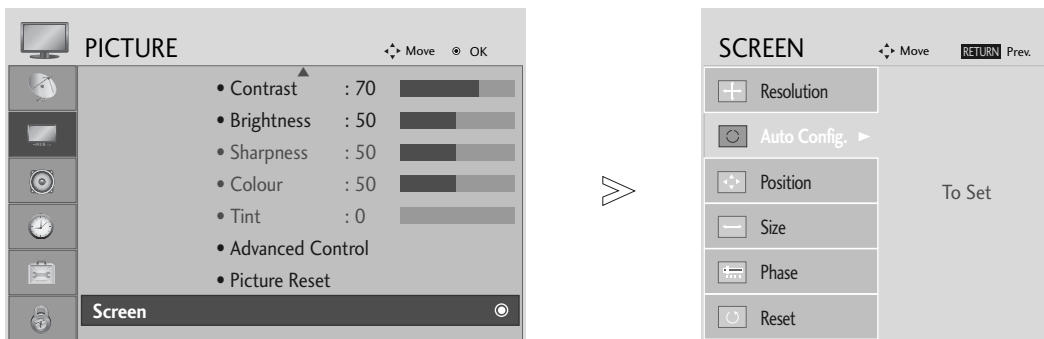 PICTURE Move OK
• Contrast : 70
• Brightness : 50
• Sharpness : 50
• Colour : 50
• Tint : 0
• Advanced Control
• Picture Reset
Screen
SCREEN Move RETURN Prev.
Resolution
Auto Config. ►
Position
Size
Phase
Reset
To Set